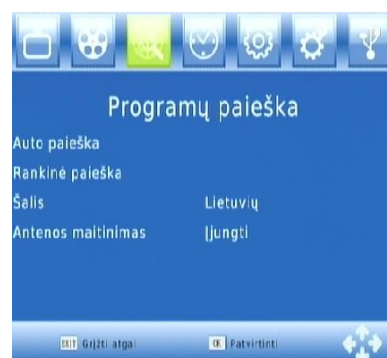 Programų paieška
Auto paieška
Rankinė paieška
Šalis Lietuvių
Antenos maitinimas Įjungti
EXIT Grįžti atgal OK Patvirtinti